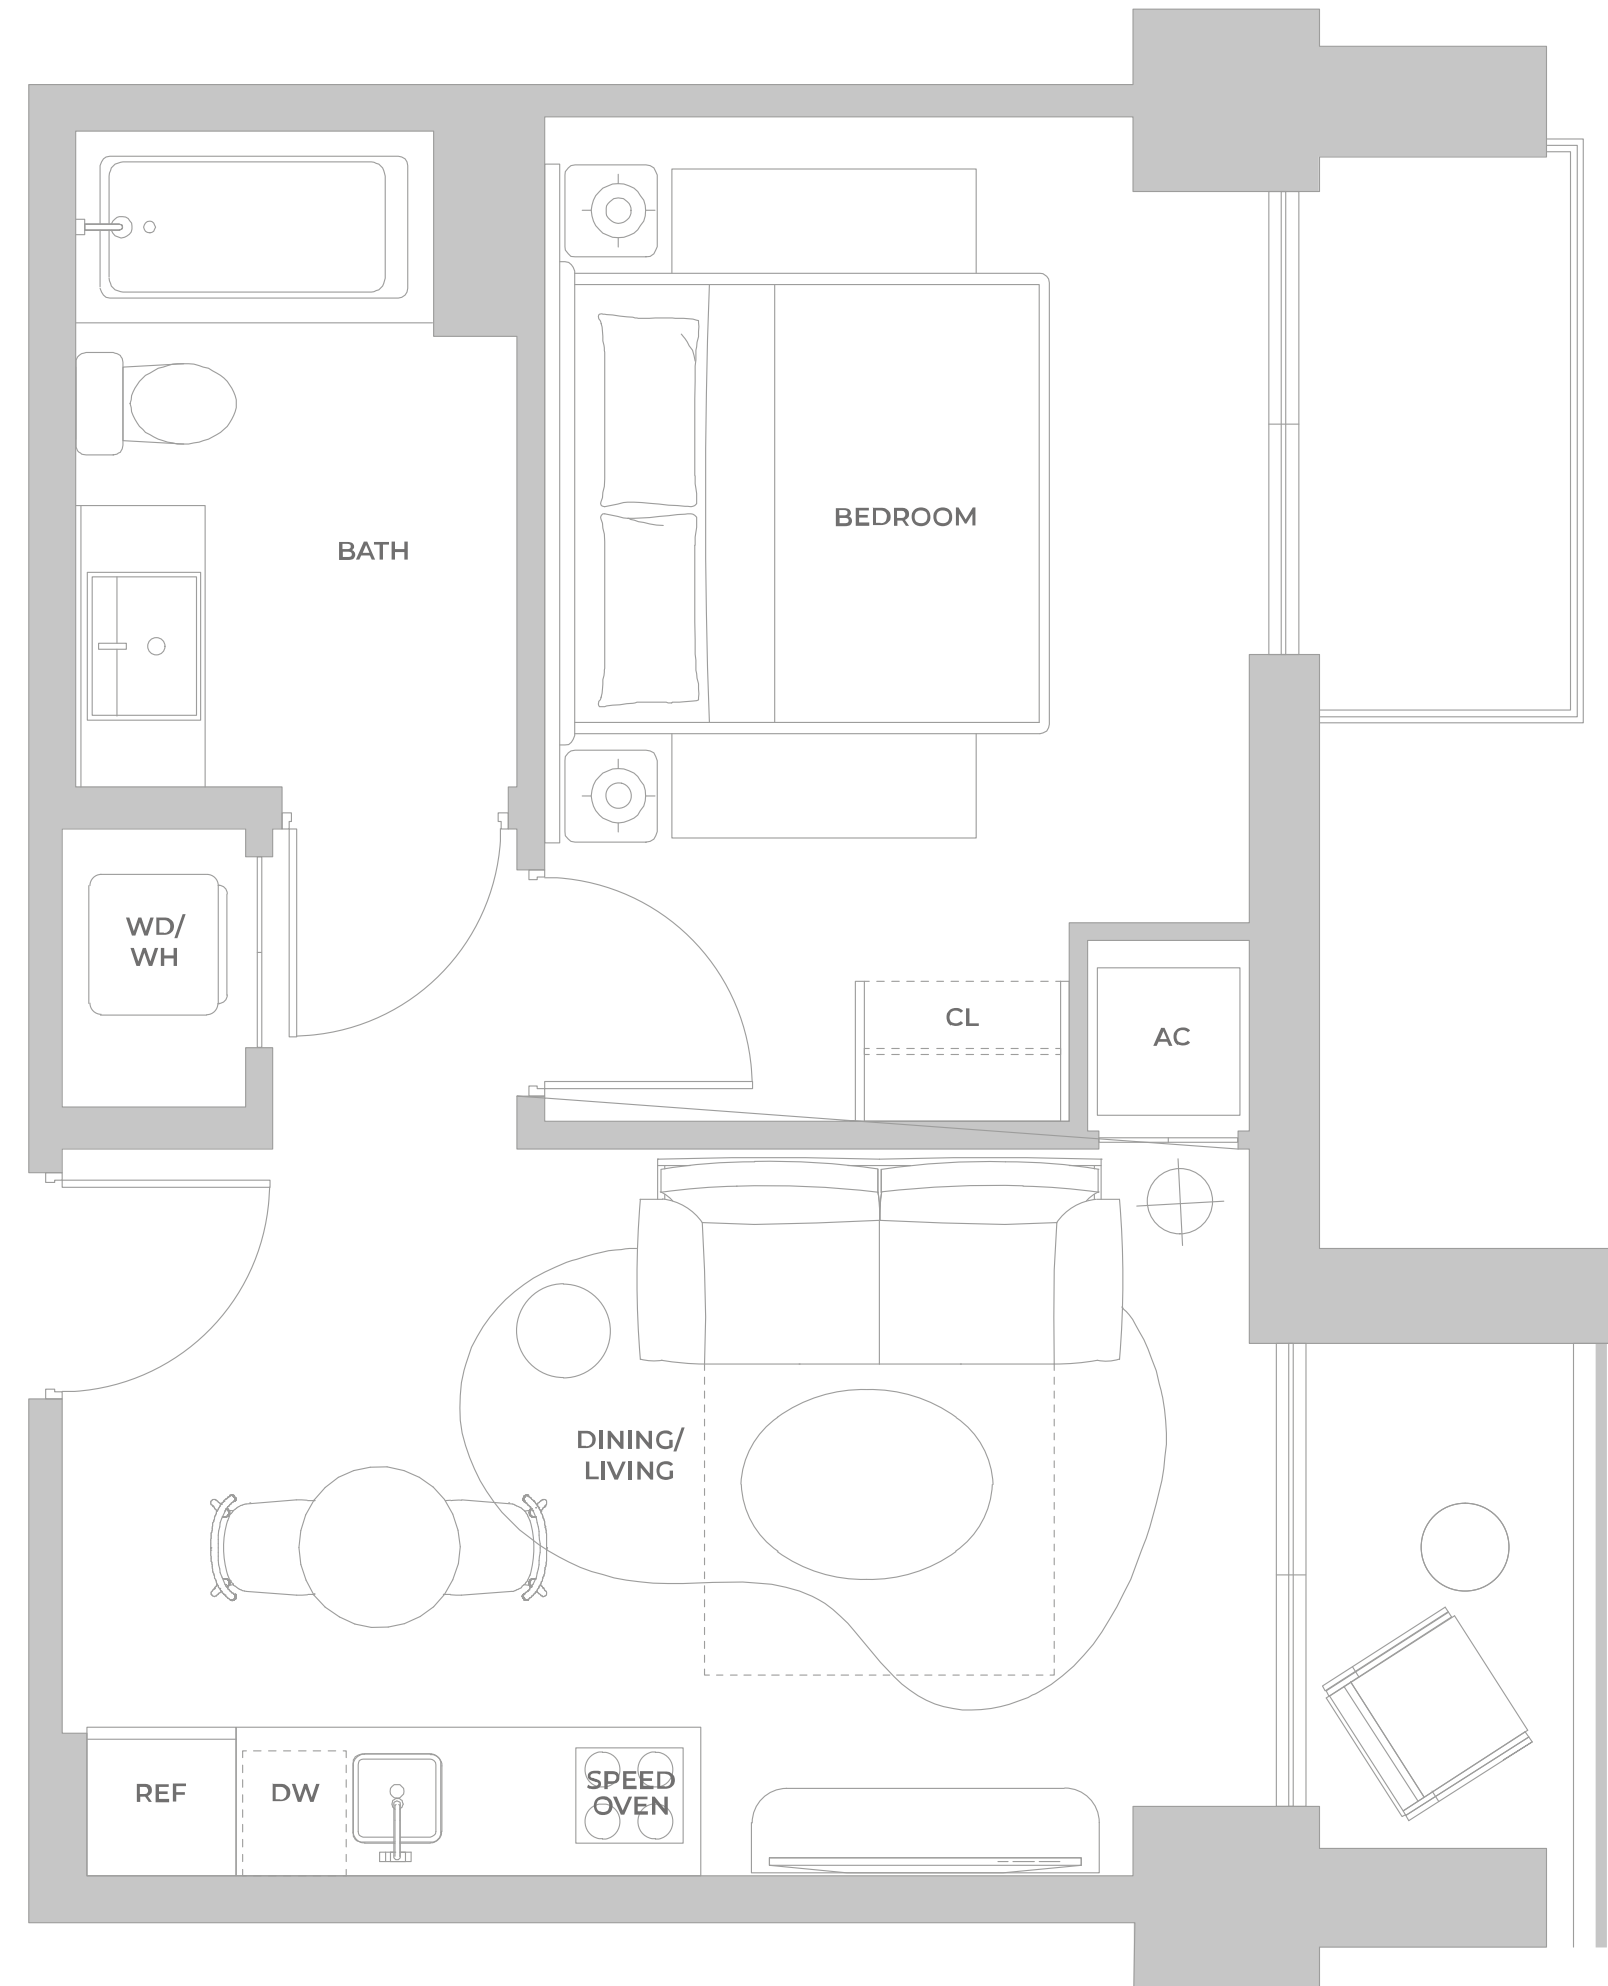 BEDROOM
BATH
WD/
WH
CL
AC
DINING/
LIVING
REF
DW
SPEED
OVEN